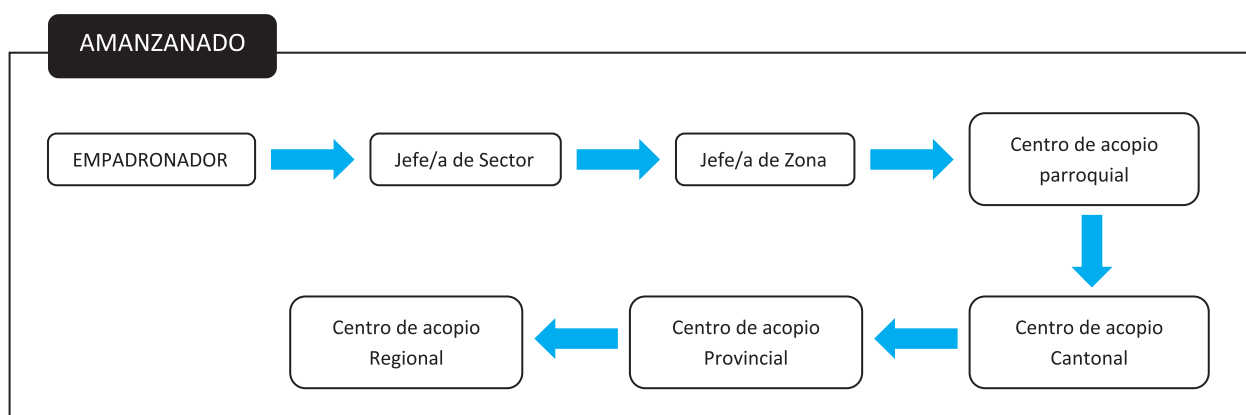 AMANZANADO
EMPADRONADOR
Jefe/a de Sector
Jefe/a de Zona
Centro de acopio
parroquial
Centro de acopio
Cantonal
Centro de acopio
Provincial
Centro de acopio
Regional